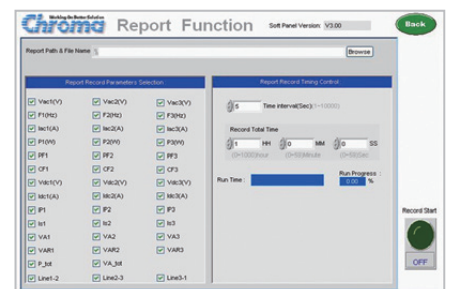 Working On the Better Solution
Chroma Report Function Soft Panel Version: V3.00 Back
Report Path & File Name Browse
Report Record Parameters Selection
Report Record Timing Control
Vac1(V) Vac2(V) Vac3(V)
F1(Hz) F2(Hz) F3(Hz)
Iac1(A) Iac2(A) Iac3(A)
P1(W) P2(W) P3(W)
PF1 PF2 PF3
CF1 CF2 CF3
Vdc1(V) Vdc2(V) Vdc3(V)
Idc1(A) Idc2(A) Idc3(A)
IP1 IP2 IP3
Is1 Is2 Is3
VA1 VA2 VA3
VAR1 VAR2 VAR3
P_tot VA_tot
Line1-2 Line2-3 Line3-1
5 Time interval(Sec):(1~10000)
Record Total Time
1 HH 0 MM 0 SS
(0~1000)hour (0~59)Minute (0~59)Sec
Run Time : Run Progress :
0.00 %
Record Start
OFF